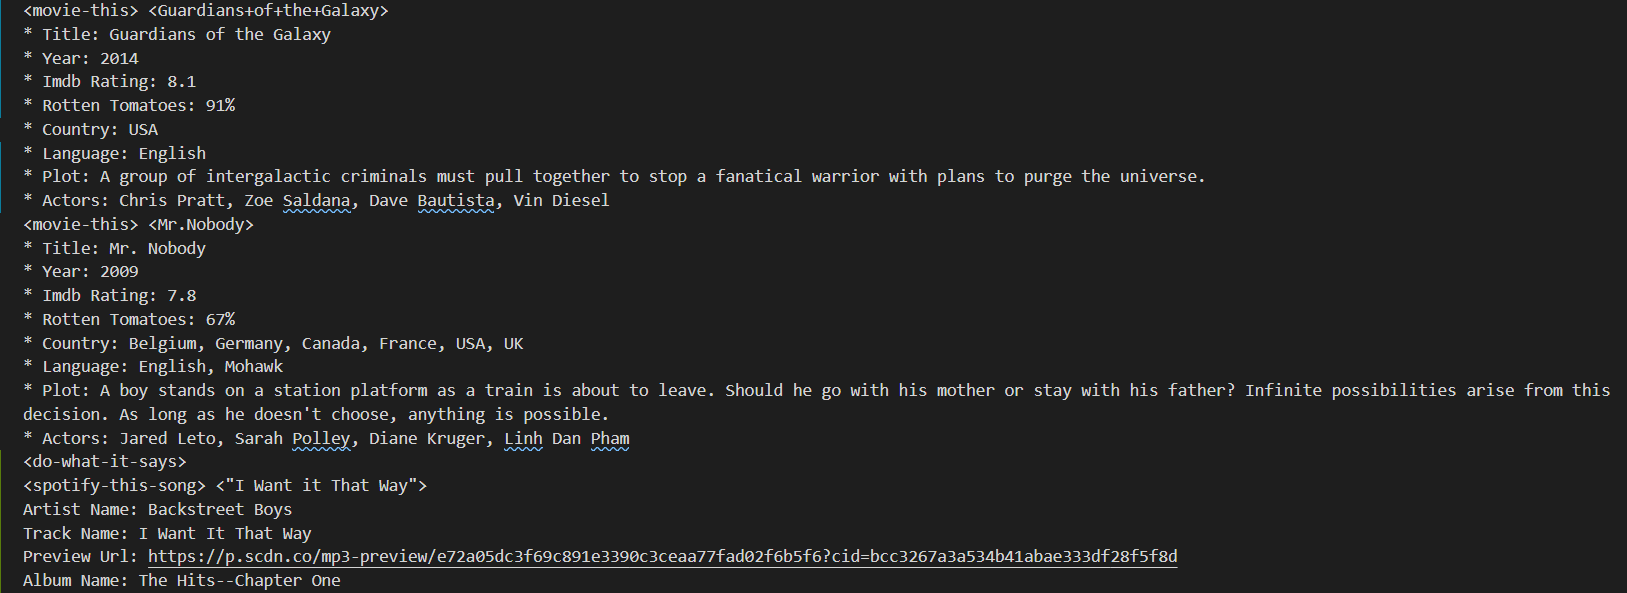 <movie-this> <Guardians+of+the+Galaxy>
* Title: Guardians of the Galaxy
* Year: 2014
* Imdb Rating: 8.1
* Rotten Tomatoes: 91%
* Country: USA
* Language: English
* Plot: A group of intergalactic criminals must pull together to stop a fanatical warrior with plans to purge the universe.
* Actors: Chris Pratt, Zoe Saldana, Dave Bautista, Vin Diesel
<movie-this> <Mr.Nobody>
* Title: Mr. Nobody
* Year: 2009
* Imdb Rating: 7.8
* Rotten Tomatoes: 67%
* Country: Belgium, Germany, Canada, France, USA, UK
* Language: English, Mohawk
* Plot: A boy stands on a station platform as a train is about to leave. Should he go with his mother or stay with his father? Infinite possibilities arise from this
decision. As long as he doesn't choose, anything is possible.
* Actors: Jared Leto, Sarah Polley, Diane Kruger, Linh Dan Pham
<do-what-it-says>
<spotify-this-song> <"I Want it That Way">
Artist Name: Backstreet Boys
Track Name: I Want It That Way
Preview Url: https://p.scdn.co/mp3-preview/e72a05dc3f69c891e3390c3ceaa77fad02f6b5f6?cid=bcc3267a3a534b41abae333df28f5f8d
Album Name: The Hits--Chapter One